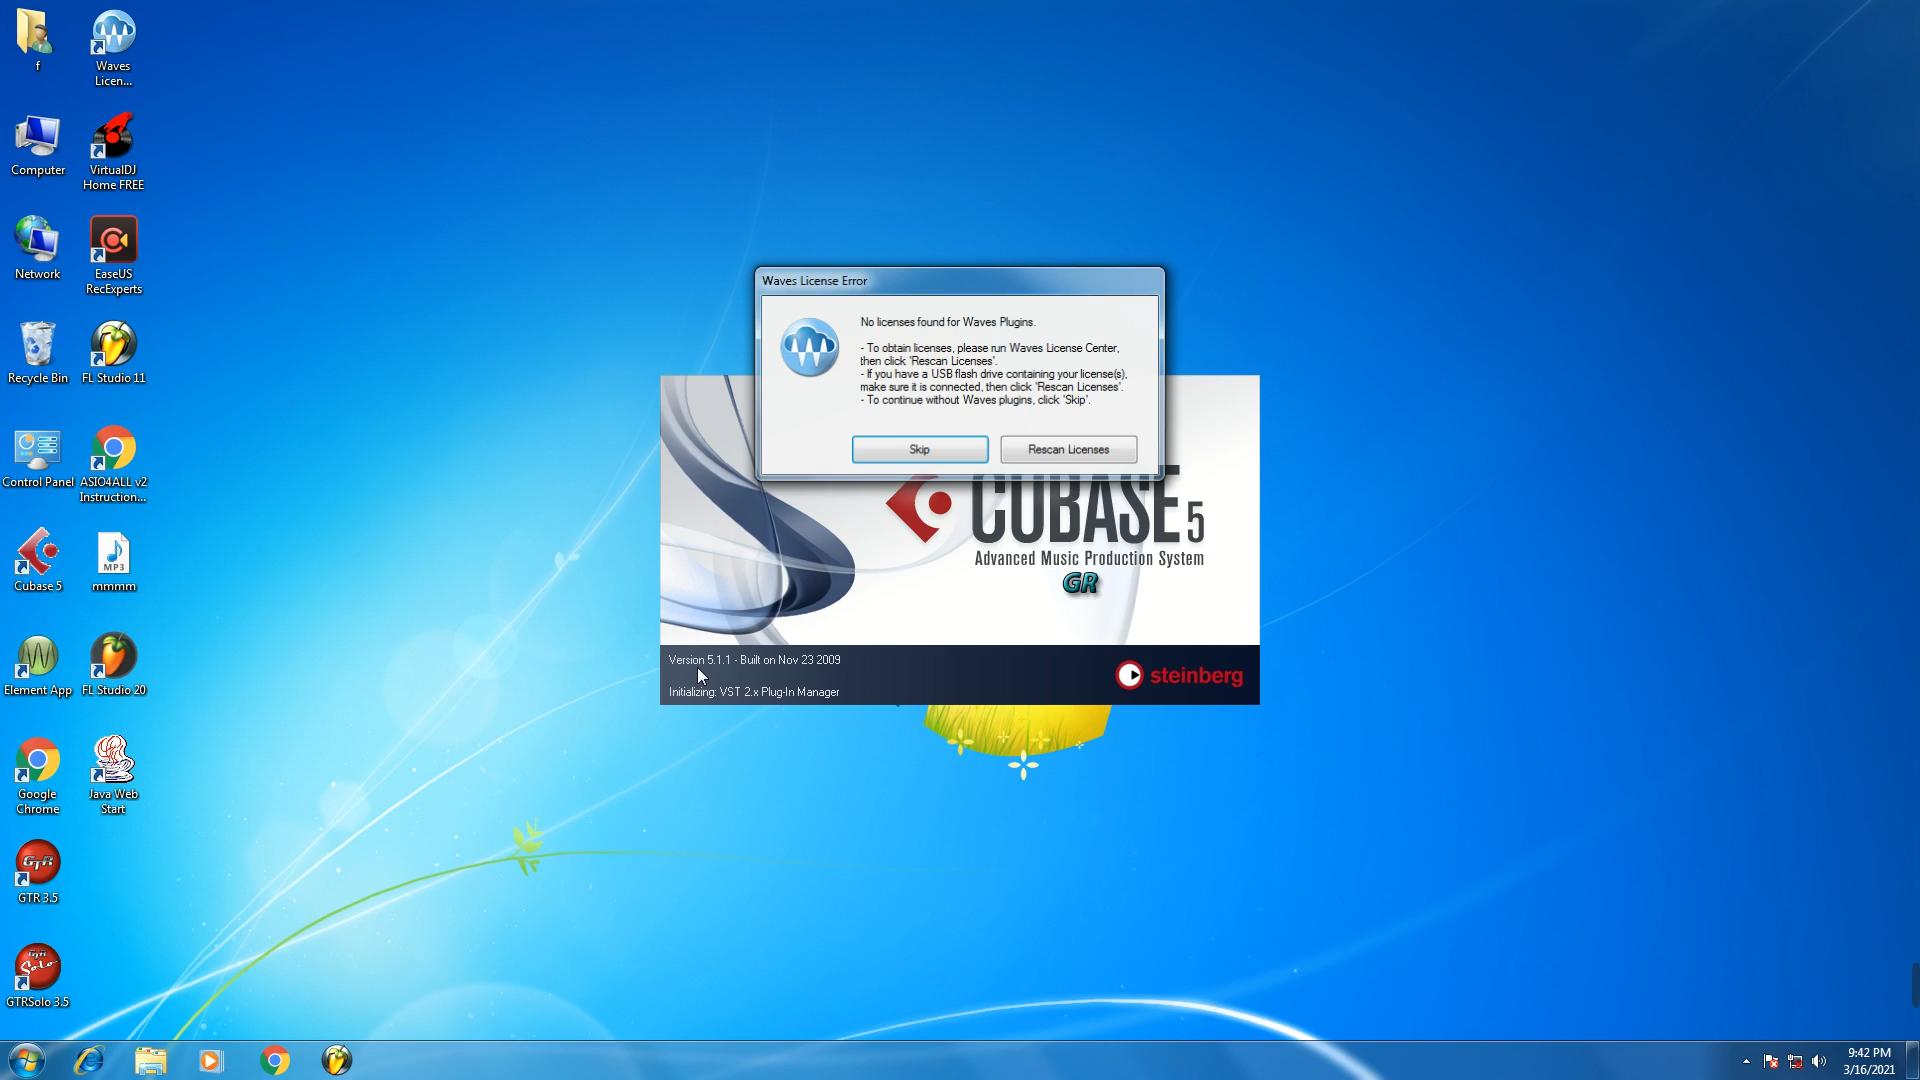 f
Waves
Licen...
Computer
VirtualDJ
Home FREE
Network
EaseUS
RecExperts
Recycle Bin
FL Studio 11
Control Panel
ASIO4ALL v2
Instruction...
Cubase 5
MP3
mmmm
Element App
FL Studio 20
Google
Chrome
Java Web
Start
GTR
GTR 3.5
GTR
Solo
GTRSolo 3.5
Waves License Error
No licenses found for Waves Plugins.
- To obtain licenses, please run Waves License Center,
then click 'Rescan Licenses'.
- If you have a USB flash drive containing your license(s),
make sure it is connected, then click 'Rescan Licenses'.
- To continue without Waves plugins, click 'Skip'.
Skip
Rescan Licenses
CUBASE 5
Advanced Music Production System
GR
Version 5.1.1 - Built on Nov 23 2009
Initializing: VST 2.x Plug-In Manager
steinberg
9:42 PM
3/16/2021